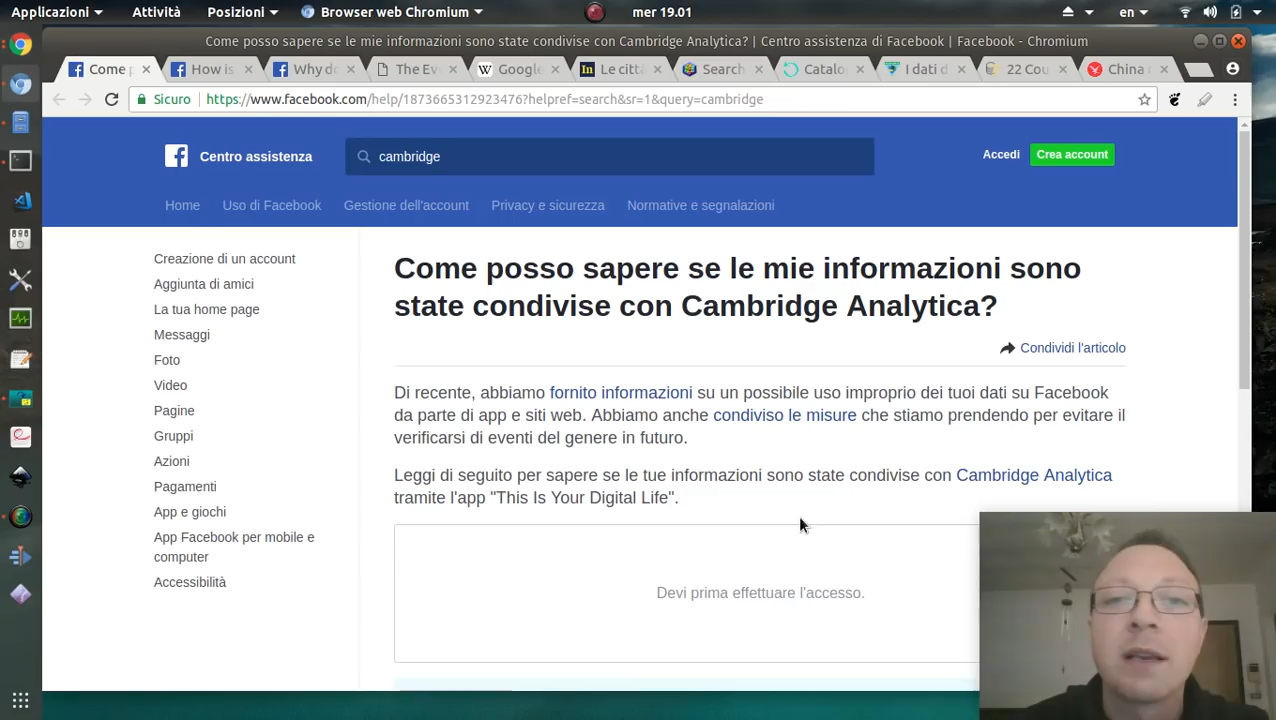 Applicazioni Attività Posizioni Browser web Chromium mer 19.01 en
Come posso sapere se le mie informazioni sono state condivise con Cambridge Analytica? | Centro assistenza di Facebook | Facebook - Chromium
Come p How is Why do The Eve Google Le citt Search Catalo I dati d 22 Cou China r
Sicuro https://www.facebook.com/help/1873665312923476?helpref=search&sr=1&query=cambridge
Centro assistenza cambridge Accedi Crea account
Home Uso di Facebook Gestione dell'account Privacy e sicurezza Normative e segnalazioni
Creazione di un account
Aggiunta di amici
La tua home page
Messaggi
Foto
Video
Pagine
Gruppi
Azioni
Pagamenti
App e giochi
App Facebook per mobile e
computer
Accessibilità
Come posso sapere se le mie informazioni sono
state condivise con Cambridge Analytica?
Condividi l'articolo
Di recente, abbiamo fornito informazioni su un possibile uso improprio dei tuoi dati su Facebook
da parte di app e siti web. Abbiamo anche condiviso le misure che stiamo prendendo per evitare il
verificarsi di eventi del genere in futuro.
Leggi di seguito per sapere se le tue informazioni sono state condivise con Cambridge Analytica
tramite l'app "This Is Your Digital Life".
Devi prima effettuare l'accesso.